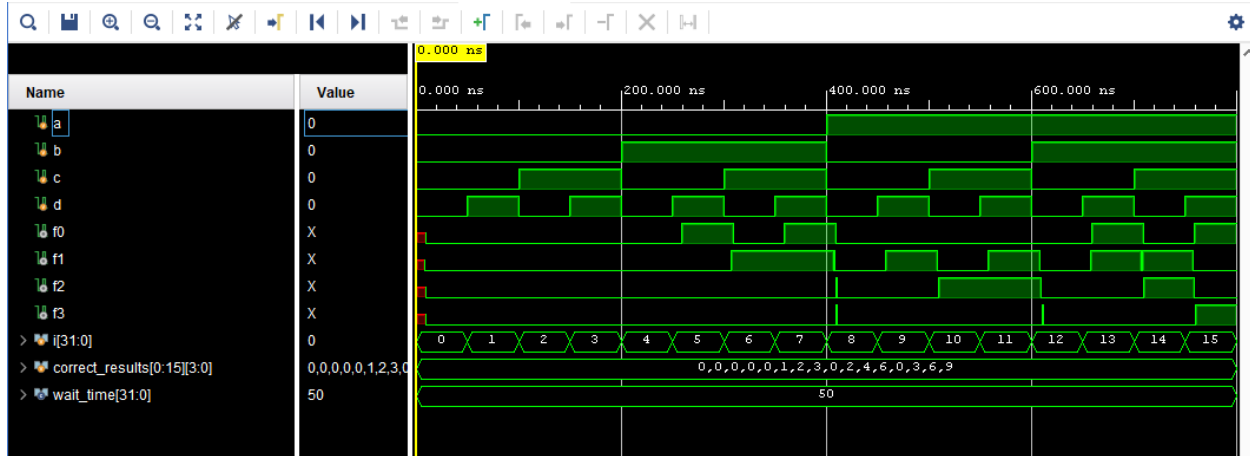 0.000 ns
Name Value 0.000 ns 200.000 ns 400.000 ns 600.000 ns
a 0
b 0
c 0
d 0
f0 X
f1 X
f2 X
f3 X
i[31:0] 0 0 1 2 3 4 5 6 7 8 9 10 11 12 13 14 15
correct_results[0:15][3:0] 0,0,0,0,0,1,2,3,0 0,0,0,0,0,1,2,3,0,2,4,6,0,3,6,9
wait_time[31:0] 50 50